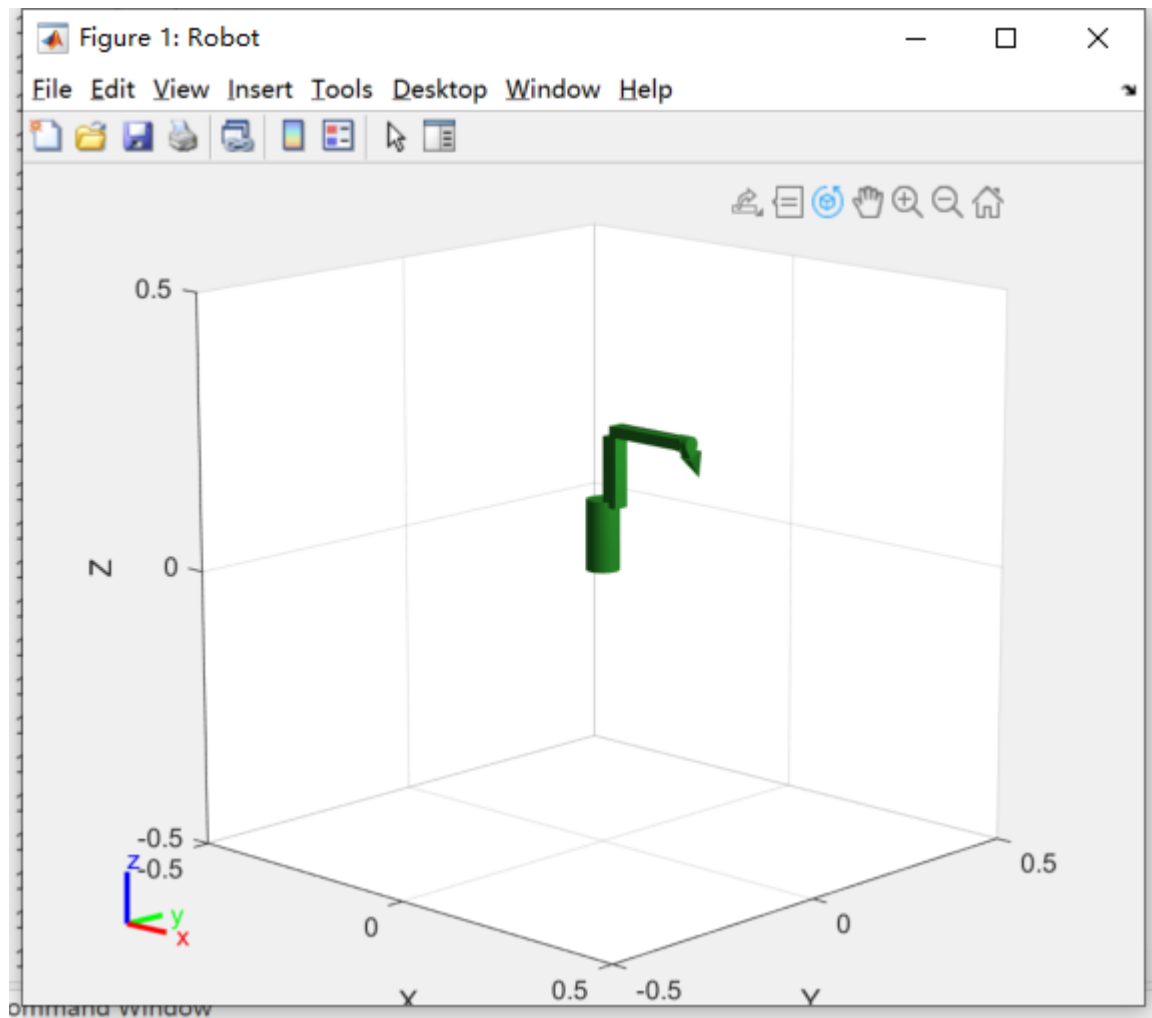 Figure 1: Robot
File Edit View Insert Tools Desktop Window Help
0.5
Z
0
-0.5
-0.5
z
y
x
0
0.5
X
-0.5
0
0.5
Y
ommand Window